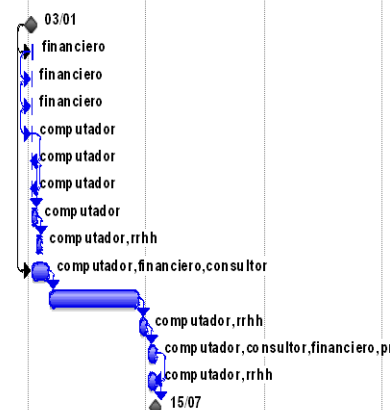 03/01
financiero
financiero
financiero
computador
computador
computador
computador
computador,rrhh
computador,financiero,consultor
computador,rrhh
computador,consultor,financiero,pr
computador,rrhh
15/07